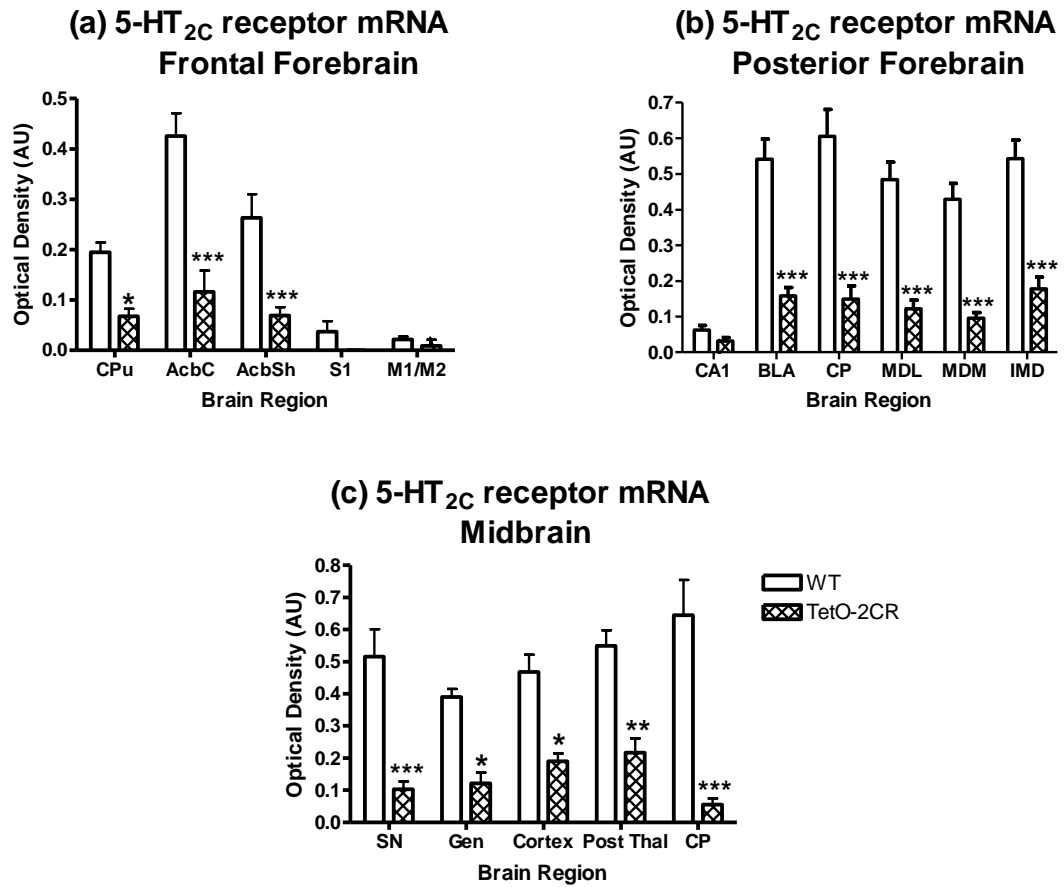 (a) 5-HT2C receptor mRNA
Frontal Forebrain
Optical Density (AU)
0.5
0.4
0.3
0.2
0.1
0.0
* *** ***
CPu AcbC AcbSh S1 M1/M2
Brain Region
(b) 5-HT2C receptor mRNA
Posterior Forebrain
Optical Density (AU)
0.7
0.6
0.5
0.4
0.3
0.2
0.1
0.0
*** *** *** *** ***
CA1 BLA CP MDL MDM IMD
Brain Region
(c) 5-HT2C receptor mRNA
Midbrain
Optical Density (AU)
0.8
0.7
0.6
0.5
0.4
0.3
0.2
0.1
0.0
*** * * ** ***
SN Gen Cortex Post Thal CP
Brain Region
WT
TetO-2CR